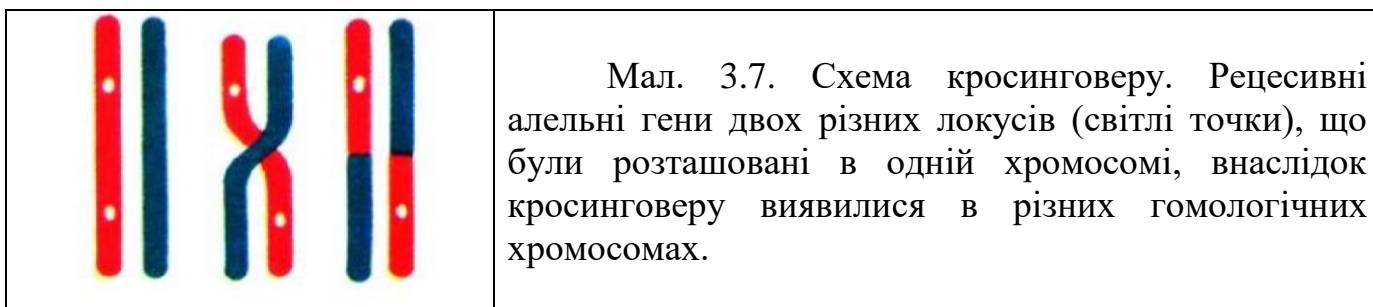 Мал. 3.7. Схема кросинговеру. Рецесивні
алельні гени двох різних локусів (світлі точки), що
були розташовані в одній хромосомі, внаслідок
кросинговеру виявилися в різних гомологічних
хромосомах.